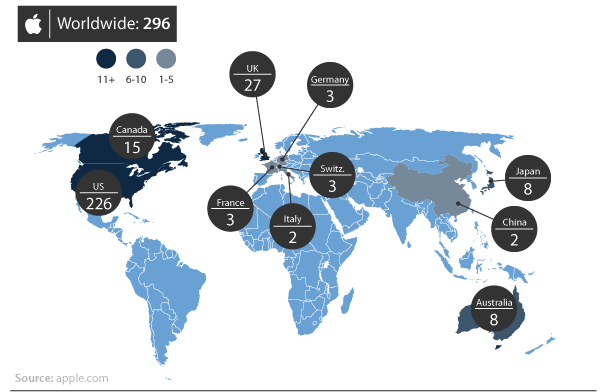 Worldwide: 296
11+ 6-10 1-5
UK
27
Germany
3
Canada
15
US
226
France
3
Switz.
3
Italy
2
Japan
8
China
2
Australia
8
Source: apple.com